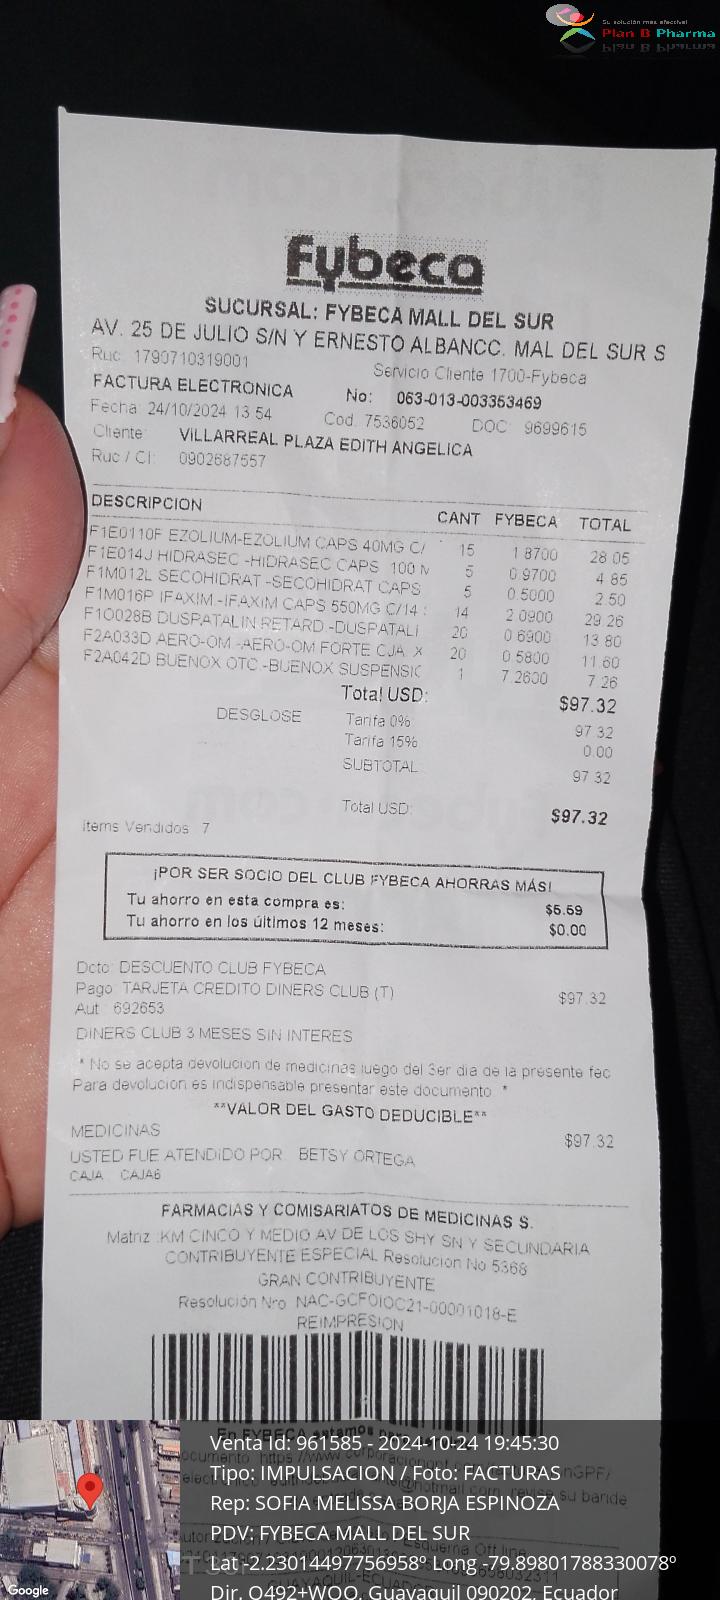 Su solución más efectiva!
Plan B Pharma
Fybeca
SUCURSAL: FYBECA MALL DEL SUR
AV. 25 DE JULIO S/N Y ERNESTO ALBANCC. MAL DEL SUR S
Ruc: 1790710319001
Servicio Cliente 1700-Fybeca
FACTURA ELECTRONICA No: 063-013-003353469
Fecha: 24/10/2024 13:54 Cod. 7536052 DOC: 9699615
Cliente: VILLARREAL PLAZA EDITH ANGELICA
Ruc / CI: 0902687557
DESCRIPCION CANT FYBECA TOTAL
F1E0110F EZOLIUM-EZOLIUM CAPS 40MG C/ 15 1.8700 28.05
F1E014J HIDRASEC -HIDRASEC CAPS 100 M 5 0.9700 4.85
F1M012L SECOHIDRAT -SECOHIDRAT CAPS 5 0.5000 2.50
F1M016P IFAXIM -IFAXIM CAPS 550MG C/14 14 2.0900 29.26
F1O028B DUSPATALIN RETARD -DUSPATALI 20 0.6900 13.80
F2A033D AERO-OM -AERO-OM FORTE CJA. X 20 0.5800 11.60
F2A042D BUENOX OTC -BUENOX SUSPENSIC 1 7.2600 7.26
Total USD: $97.32
DESGLOSE Tarifa 0% 97.32
Tarifa 15% 0.00
SUBTOTAL 97.32
Total USD: $97.32
Items Vendidos : 7
¡POR SER SOCIO DEL CLUB FYBECA AHORRAS MÁS!
Tu ahorro en esta compra es: $5.59
Tu ahorro en los últimos 12 meses: $0.00
Dcto: DESCUENTO CLUB FYBECA
Pago: TARJETA CREDITO DINERS CLUB (T) $97.32
Aut : 692653
DINERS CLUB 3 MESES SIN INTERES
* No se acepta devolucion de medicinas luego del 3er dia de la presente fec
Para devolucion es indispensable presentar este documento. *
**VALOR DEL GASTO DEDUCIBLE**
MEDICINAS $97.32
USTED FUE ATENDIDO POR : BETSY ORTEGA
CAJA : CAJA6
FARMACIAS Y COMISARIATOS DE MEDICINAS S.
Matriz :KM CINCO Y MEDIO AV DE LOS SHY SN Y SECUNDARIA
CONTRIBUYENTE ESPECIAL Resolucion No 5368
GRAN CONTRIBUYENTE
Resolución Nro. NAC-GCFOIOC21-00001018-E
REIMPRESION
En FYBECA estamos
Venta Id: 961585 - 2024-10-24 19:45:30
Tipo: IMPULSACION / Foto: FACTURAS
Rep: SOFIA MELISSA BORJA ESPINOZA
PDV: FYBECA MALL DEL SUR
Lat -2.23014497756958º Long -79.89801788330078º
Dir. Q492+WQQ, Guayaquil 090202, Ecuador
Google